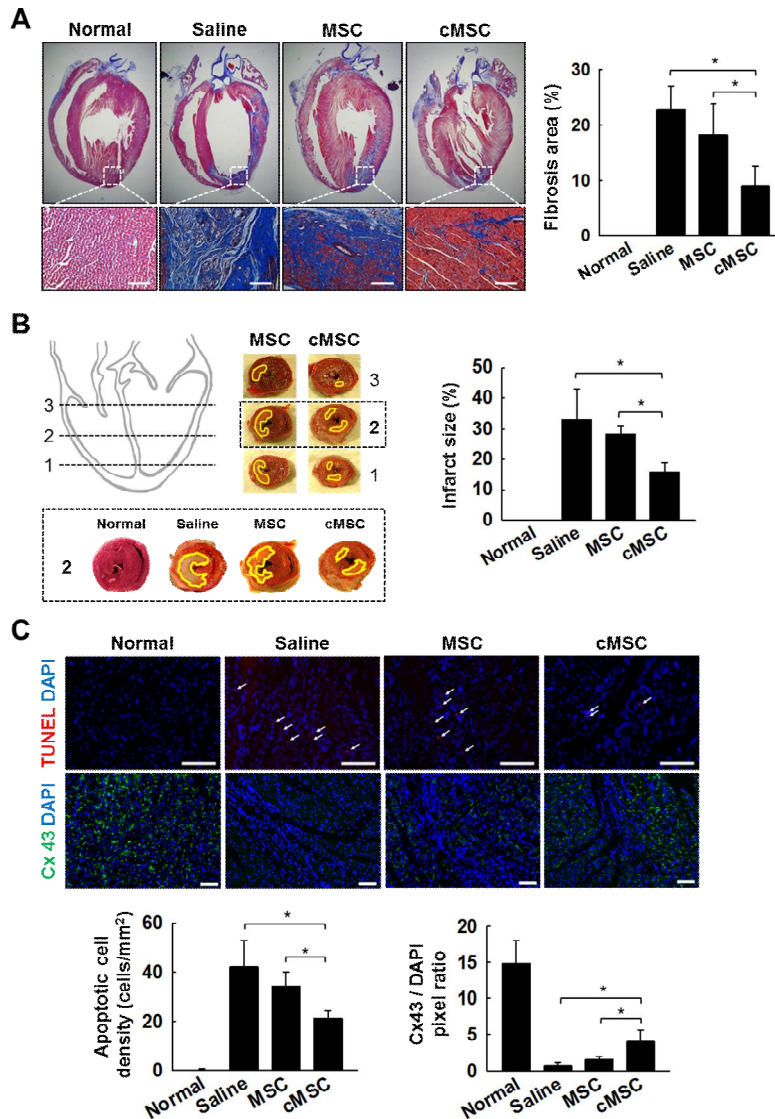 A
Normal Saline MSC cMSC
Fibrosis area (%)
30
20
10
0
* *
Normal Saline MSC cMSC
B
3
2
1
MSC cMSC
3
2
1
Normal Saline MSC cMSC
2
Infarct size (%)
50
40
30
20
10
0
* *
Normal Saline MSC cMSC
C
Normal Saline MSC cMSC
TUNEL DAPI
Cx 43 DAPI
Apoptotic cell
density (cells/mm²)
60
40
20
0
* *
Normal Saline MSC cMSC
Cx43 / DAPI
pixel ratio
20
15
10
5
0
* *
Normal Saline MSC cMSC